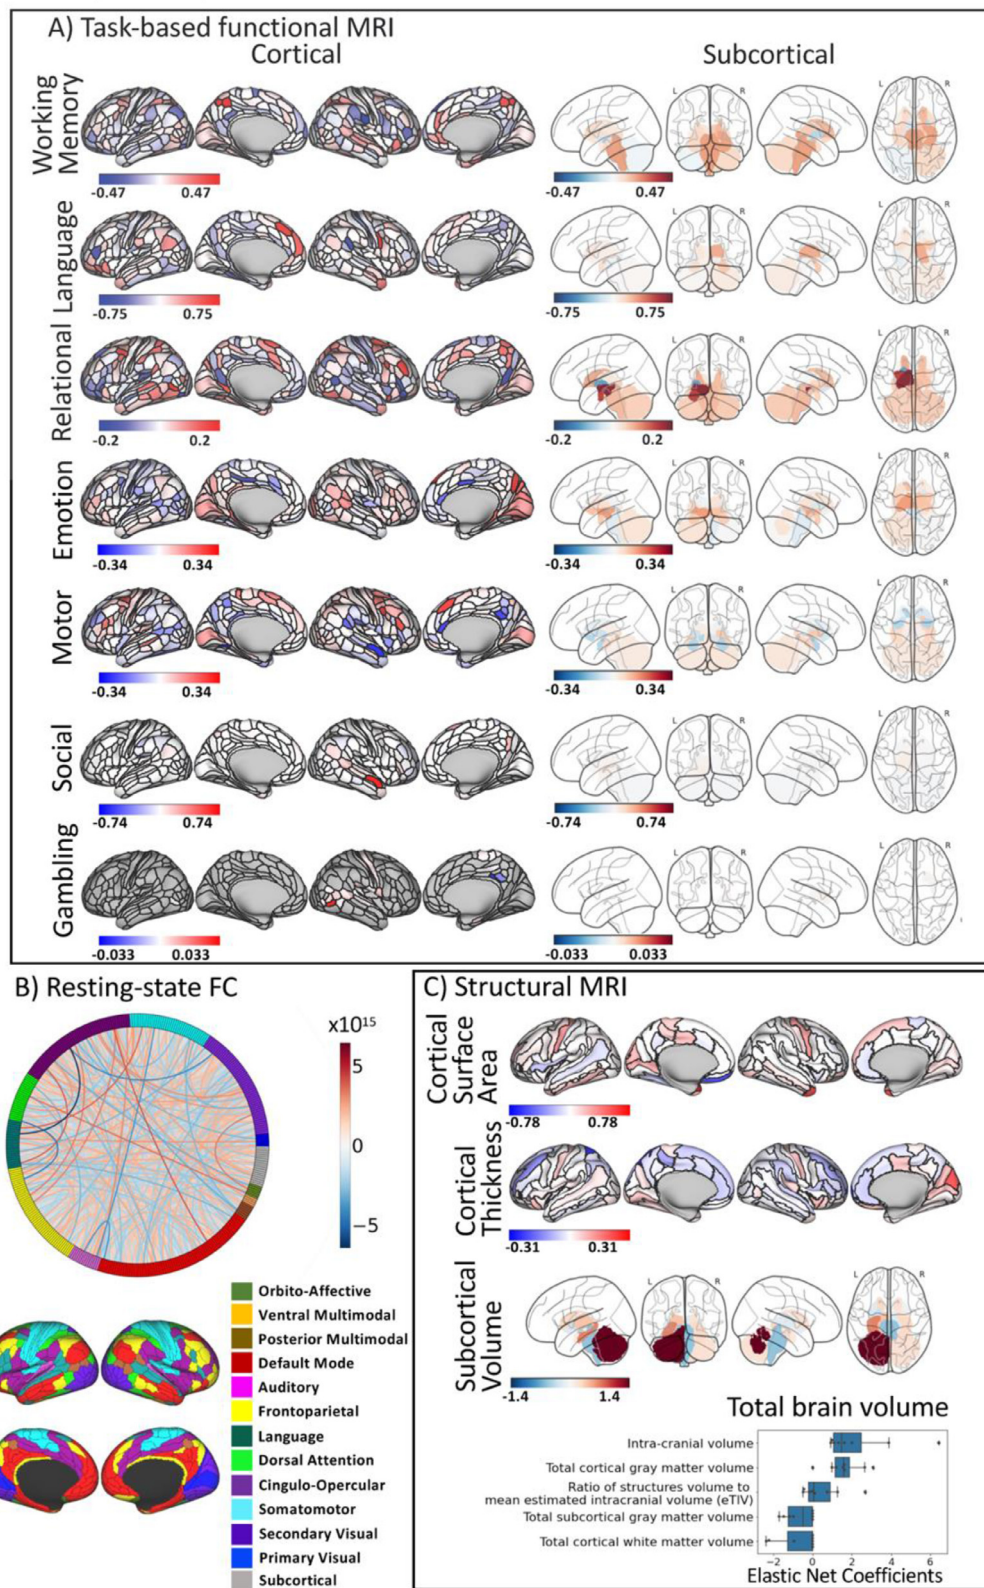 A) Task-based functional MRI
Cortical
Subcortical
Working
Memory
-0.47 0.47
L R L R
-0.47 0.47
Language
-0.75 0.75
L R L R
-0.75 0.75
Relational
-0.2 0.2
L R L R
-0.2 0.2
Emotion
-0.34 0.34
L R L R
-0.34 0.34
Motor
-0.34 0.34
L R L R
-0.34 0.34
Social
-0.74 0.74
L R L R
-0.74 0.74
Gambling
-0.033 0.033
L R L R
-0.033 0.033
B) Resting-state FC
x10¹⁵
5
0
−5
Orbito-Affective
Ventral Multimodal
Posterior Multimodal
Default Mode
Auditory
Frontoparietal
Language
Dorsal Attention
Cingulo-Opercular
Somatomotor
Secondary Visual
Primary Visual
Subcortical
C) Structural MRI
Cortical
Surface
Area
-0.78 0.78
Cortical
Thickness
-0.31 0.31
Subcortical
Volume
L R L R
-1.4 1.4
Total brain volume
Intra-cranial volume
Total cortical gray matter volume
Ratio of structures volume to
mean estimated intracranial volume (eTIV)
Total subcortical gray matter volume
Total cortical white matter volume
−2 0 2 4 6
Elastic Net Coefficients